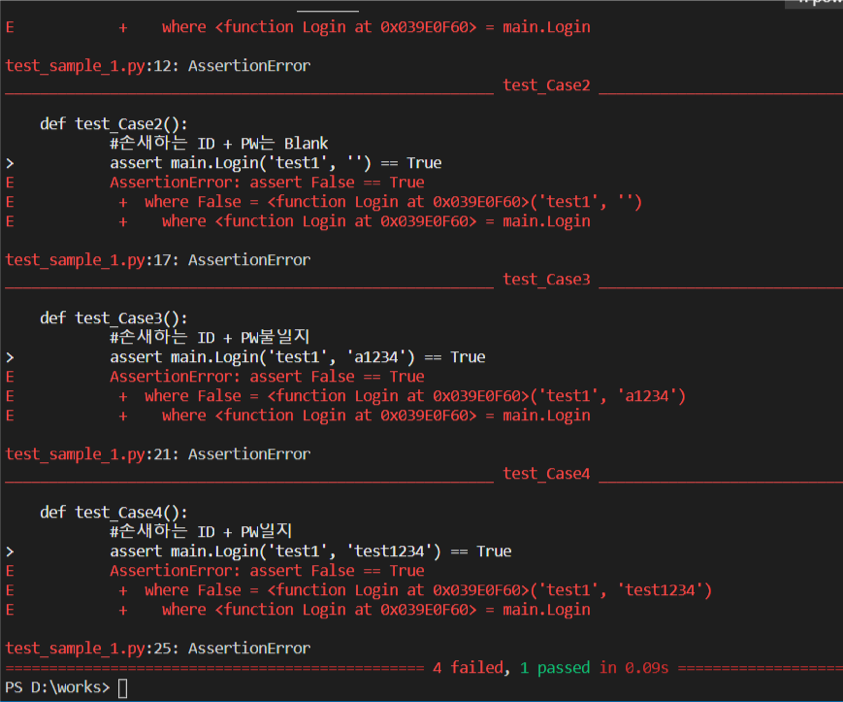 E + where <function Login at 0x039E0F60> = main.Login
test_sample_1.py:12: AssertionError
test_Case2
def test_Case2():
#손새하는 ID + PW는 Blank
> assert main.Login('test1', '') == True
E AssertionError: assert False == True
E + where False = <function Login at 0x039E0F60>('test1', '')
E + where <function Login at 0x039E0F60> = main.Login
test_sample_1.py:17: AssertionError
test_Case3
def test_Case3():
#손새하는 ID + PW불일지
> assert main.Login('test1', 'a1234') == True
E AssertionError: assert False == True
E + where False = <function Login at 0x039E0F60>('test1', 'a1234')
E + where <function Login at 0x039E0F60> = main.Login
test_sample_1.py:21: AssertionError
test_Case4
def test_Case4():
#손새하는 ID + PW일지
> assert main.Login('test1', 'test1234') == True
E AssertionError: assert False == True
E + where False = <function Login at 0x039E0F60>('test1', 'test1234')
E + where <function Login at 0x039E0F60> = main.Login
test_sample_1.py:25: AssertionError
4 failed, 1 passed in 0.09s
PS D:\works>